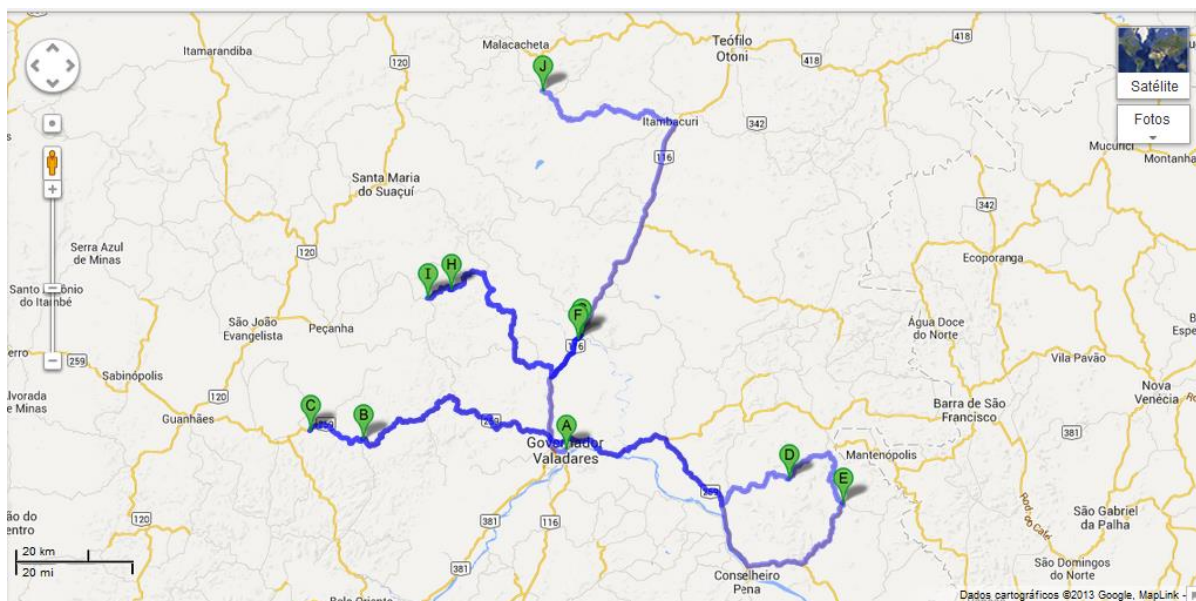 Itamarandiba
Malacacheta
Teófilo
Otoni
418
418
120
J
Satélite
Fotos
Itambacuri
342
116
Mucurici
Montanha
Santa Maria
do Suaçuí
342
Serra Azul
de Minas
120
Ecoporanga
I
H
F
116
São João
Evangelista
Peçanha
Água Doce
do Norte
259
Sabinópolis
Vila Pavão
120
Guanhães
Nova
Venécia
Barra de São
Francisco
C
B
A
Governador
Valadares
381
Mantenópolis
D
E
São Gabriel
da Palha
120
381
116
20 km
20 mi
381
Conselheiro
Pena
São Domingos
do Norte
Dados cartográficos ©2013 Google, MapLink -